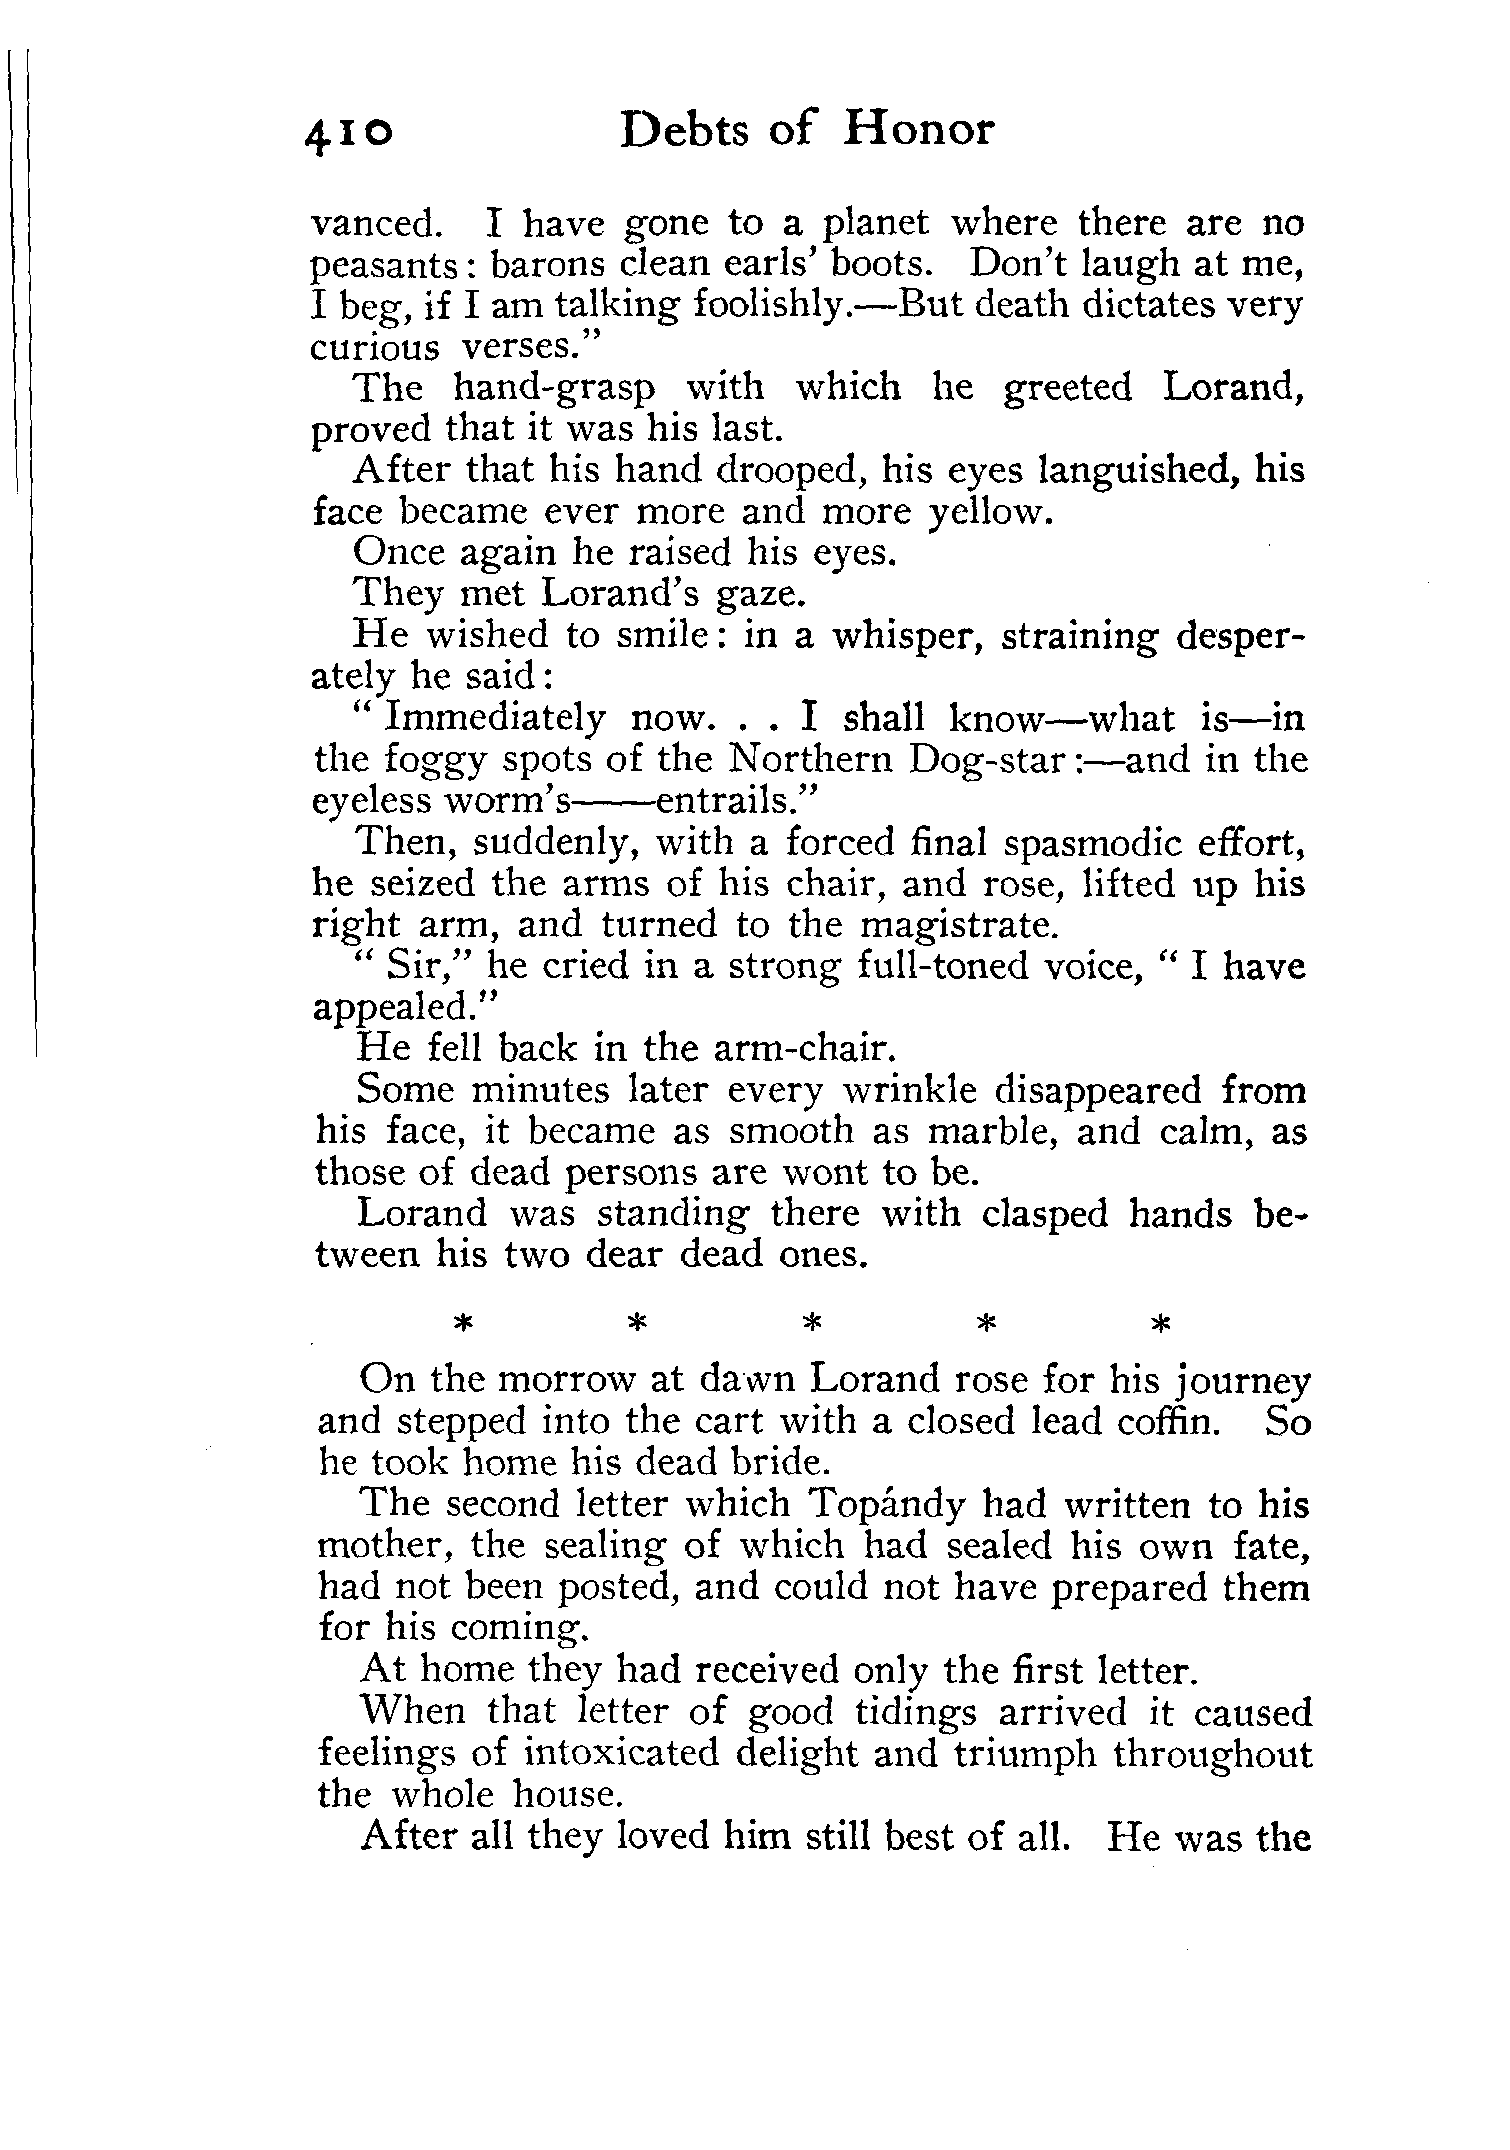 410 Debts of Honor
vanced. I have gone to a planet where there are no
peasants : barons clean earls' boots. Don't laugh at me,
I beg, if I am talking foolishly.—But death dictates very
curious verses."
The hand-grasp with which he greeted Lorand,
proved that it was his last.
After that his hand drooped, his eyes languished, his
face became ever more and more yellow.
Once again he raised his eyes.
They met Lorand's gaze.
He wished to smile : in a whisper, straining desper-
ately he said :
" Immediately now. . . I shall know—what is—in
the foggy spots of the Northern Dog-star :—and in the
eyeless worm's——entrails."
Then, suddenly, with a forced final spasmodic effort,
he seized the arms of his chair, and rose, lifted up his
right arm, and turned to the magistrate.
" Sir," he cried in a strong full-toned voice, " I have
appealed."
He fell back in the arm-chair.
Some minutes later every wrinkle disappeared from
his face, it became as smooth as marble, and calm, as
those of dead persons are wont to be.
Lorand was standing there with clasped hands be-
tween his two dear dead ones.
* * * * *
On the morrow at dawn Lorand rose for his journey
and stepped into the cart with a closed lead coffin. So
he took home his dead bride.
The second letter which Topándy had written to his
mother, the sealing of which had sealed his own fate,
had not been posted, and could not have prepared them
for his coming.
At home they had received only the first letter.
When that letter of good tidings arrived it caused
feelings of intoxicated delight and triumph throughout
the whole house.
After all they loved him still best of all. He was the